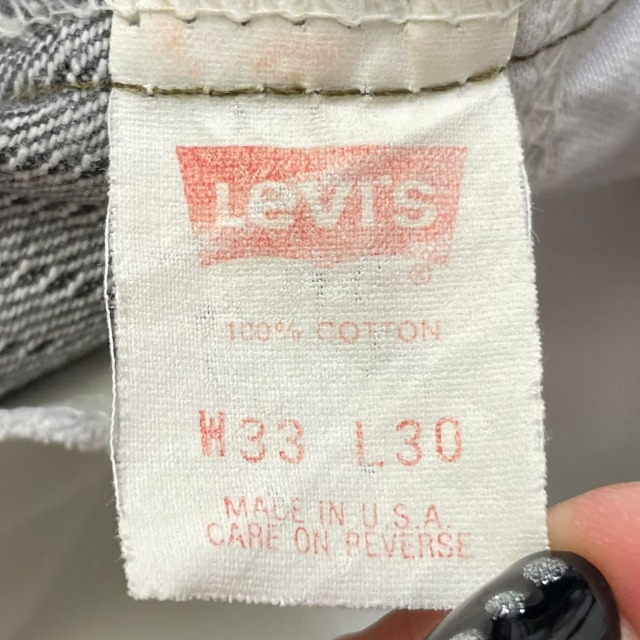 Levi's
®
100% COTTON
W33 L30
MADE IN U.S.A.
CARE ON REVERSE